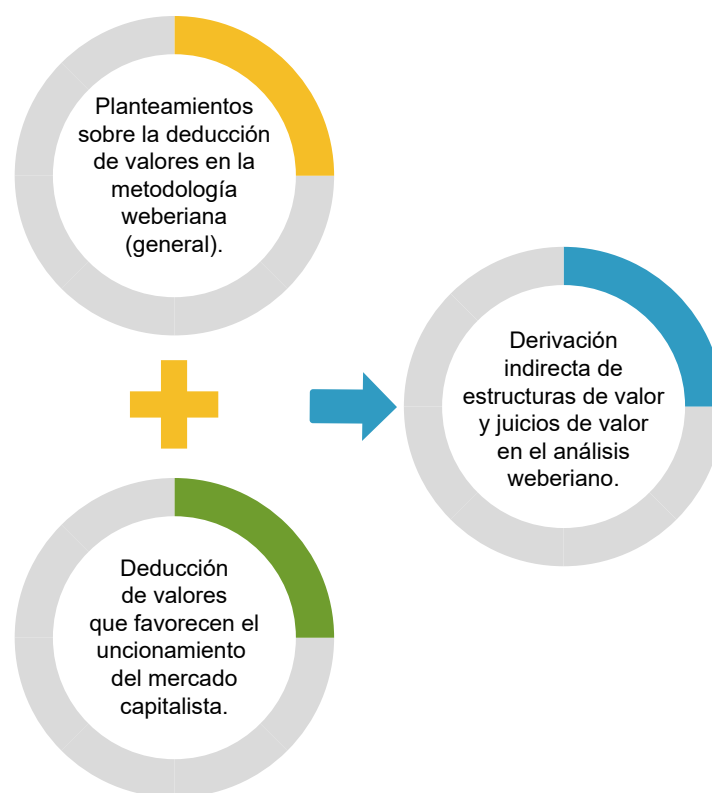 Planteamientos
sobre la deducción
de valores en la
metodología
weberiana
(general).
Deducción
de valores
que favorecen el
uncionamiento
del mercado
capitalista.
Derivación
indirecta de
estructuras de valor
y juicios de valor
en el análisis
weberiano.